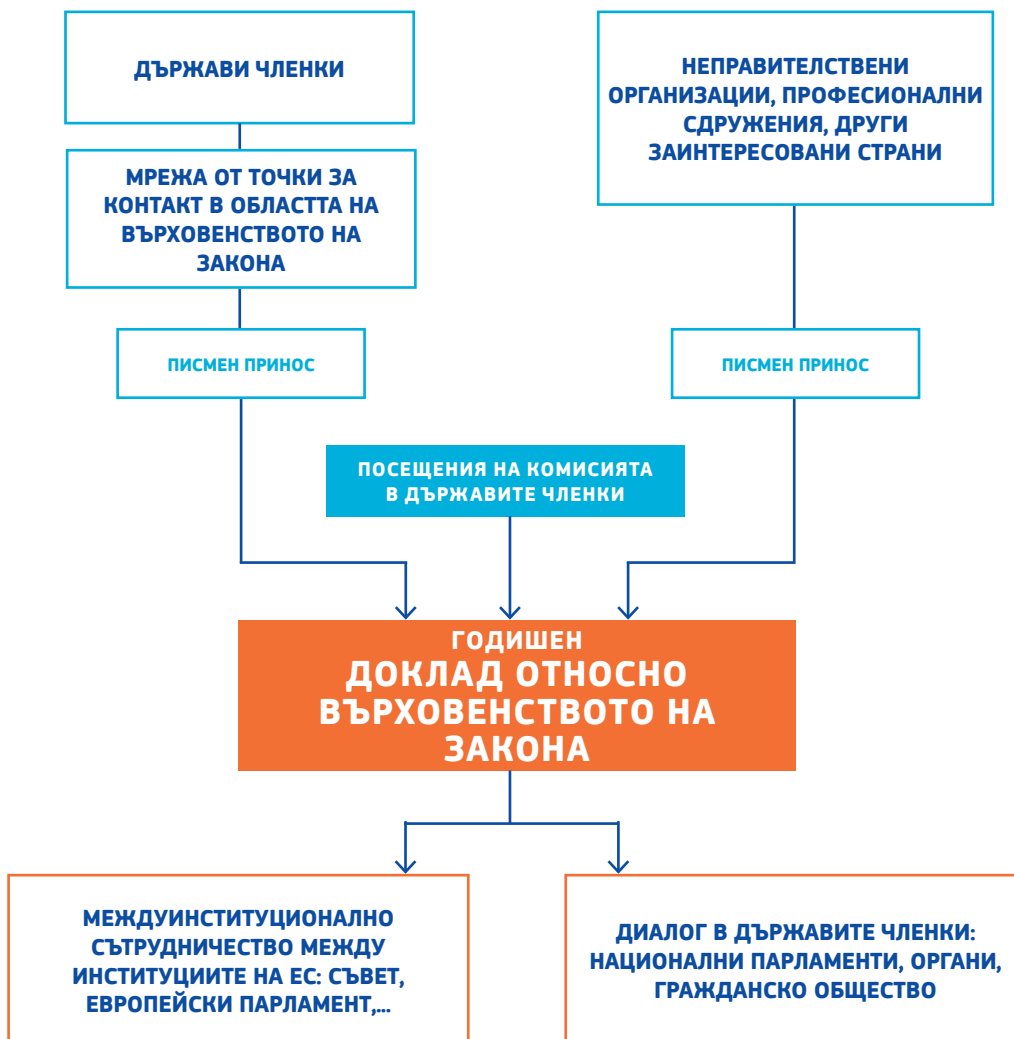 ДЪРЖАВИ ЧЛЕНКИ
НЕПРАВИТЕЛСТВЕНИ
ОРГАНИЗАЦИИ, ПРОФЕСИОНАЛНИ
СДРУЖЕНИЯ, ДРУГИ
ЗАИНТЕРЕСОВАНИ СТРАНИ
МРЕЖА ОТ ТОЧКИ ЗА
КОНТАКТ В ОБЛАСТТА НА
ВЪРХОВЕНСТВОТО НА
ЗАКОНА
ПИСМЕН ПРИНОС
ПИСМЕН ПРИНОС
ПОСЕЩЕНИЯ НА КОМИСИЯТА
В ДЪРЖАВИТЕ ЧЛЕНКИ
ГОДИШЕН
ДОКЛАД ОТНОСНО
ВЪРХОВЕНСТВОТО НА
ЗАКОНА
МЕЖДУИНСТИТУЦИОНАЛНО
СЪТРУДНИЧЕСТВО МЕЖДУ
ИНСТИТУЦИИТЕ НА ЕС: СЪВЕТ,
ЕВРОПЕЙСКИ ПАРЛАМЕНТ,...
ДИАЛОГ В ДЪРЖАВИТЕ ЧЛЕНКИ:
НАЦИОНАЛНИ ПАРЛАМЕНТИ, ОРГАНИ,
ГРАЖДАНСКО ОБЩЕСТВО